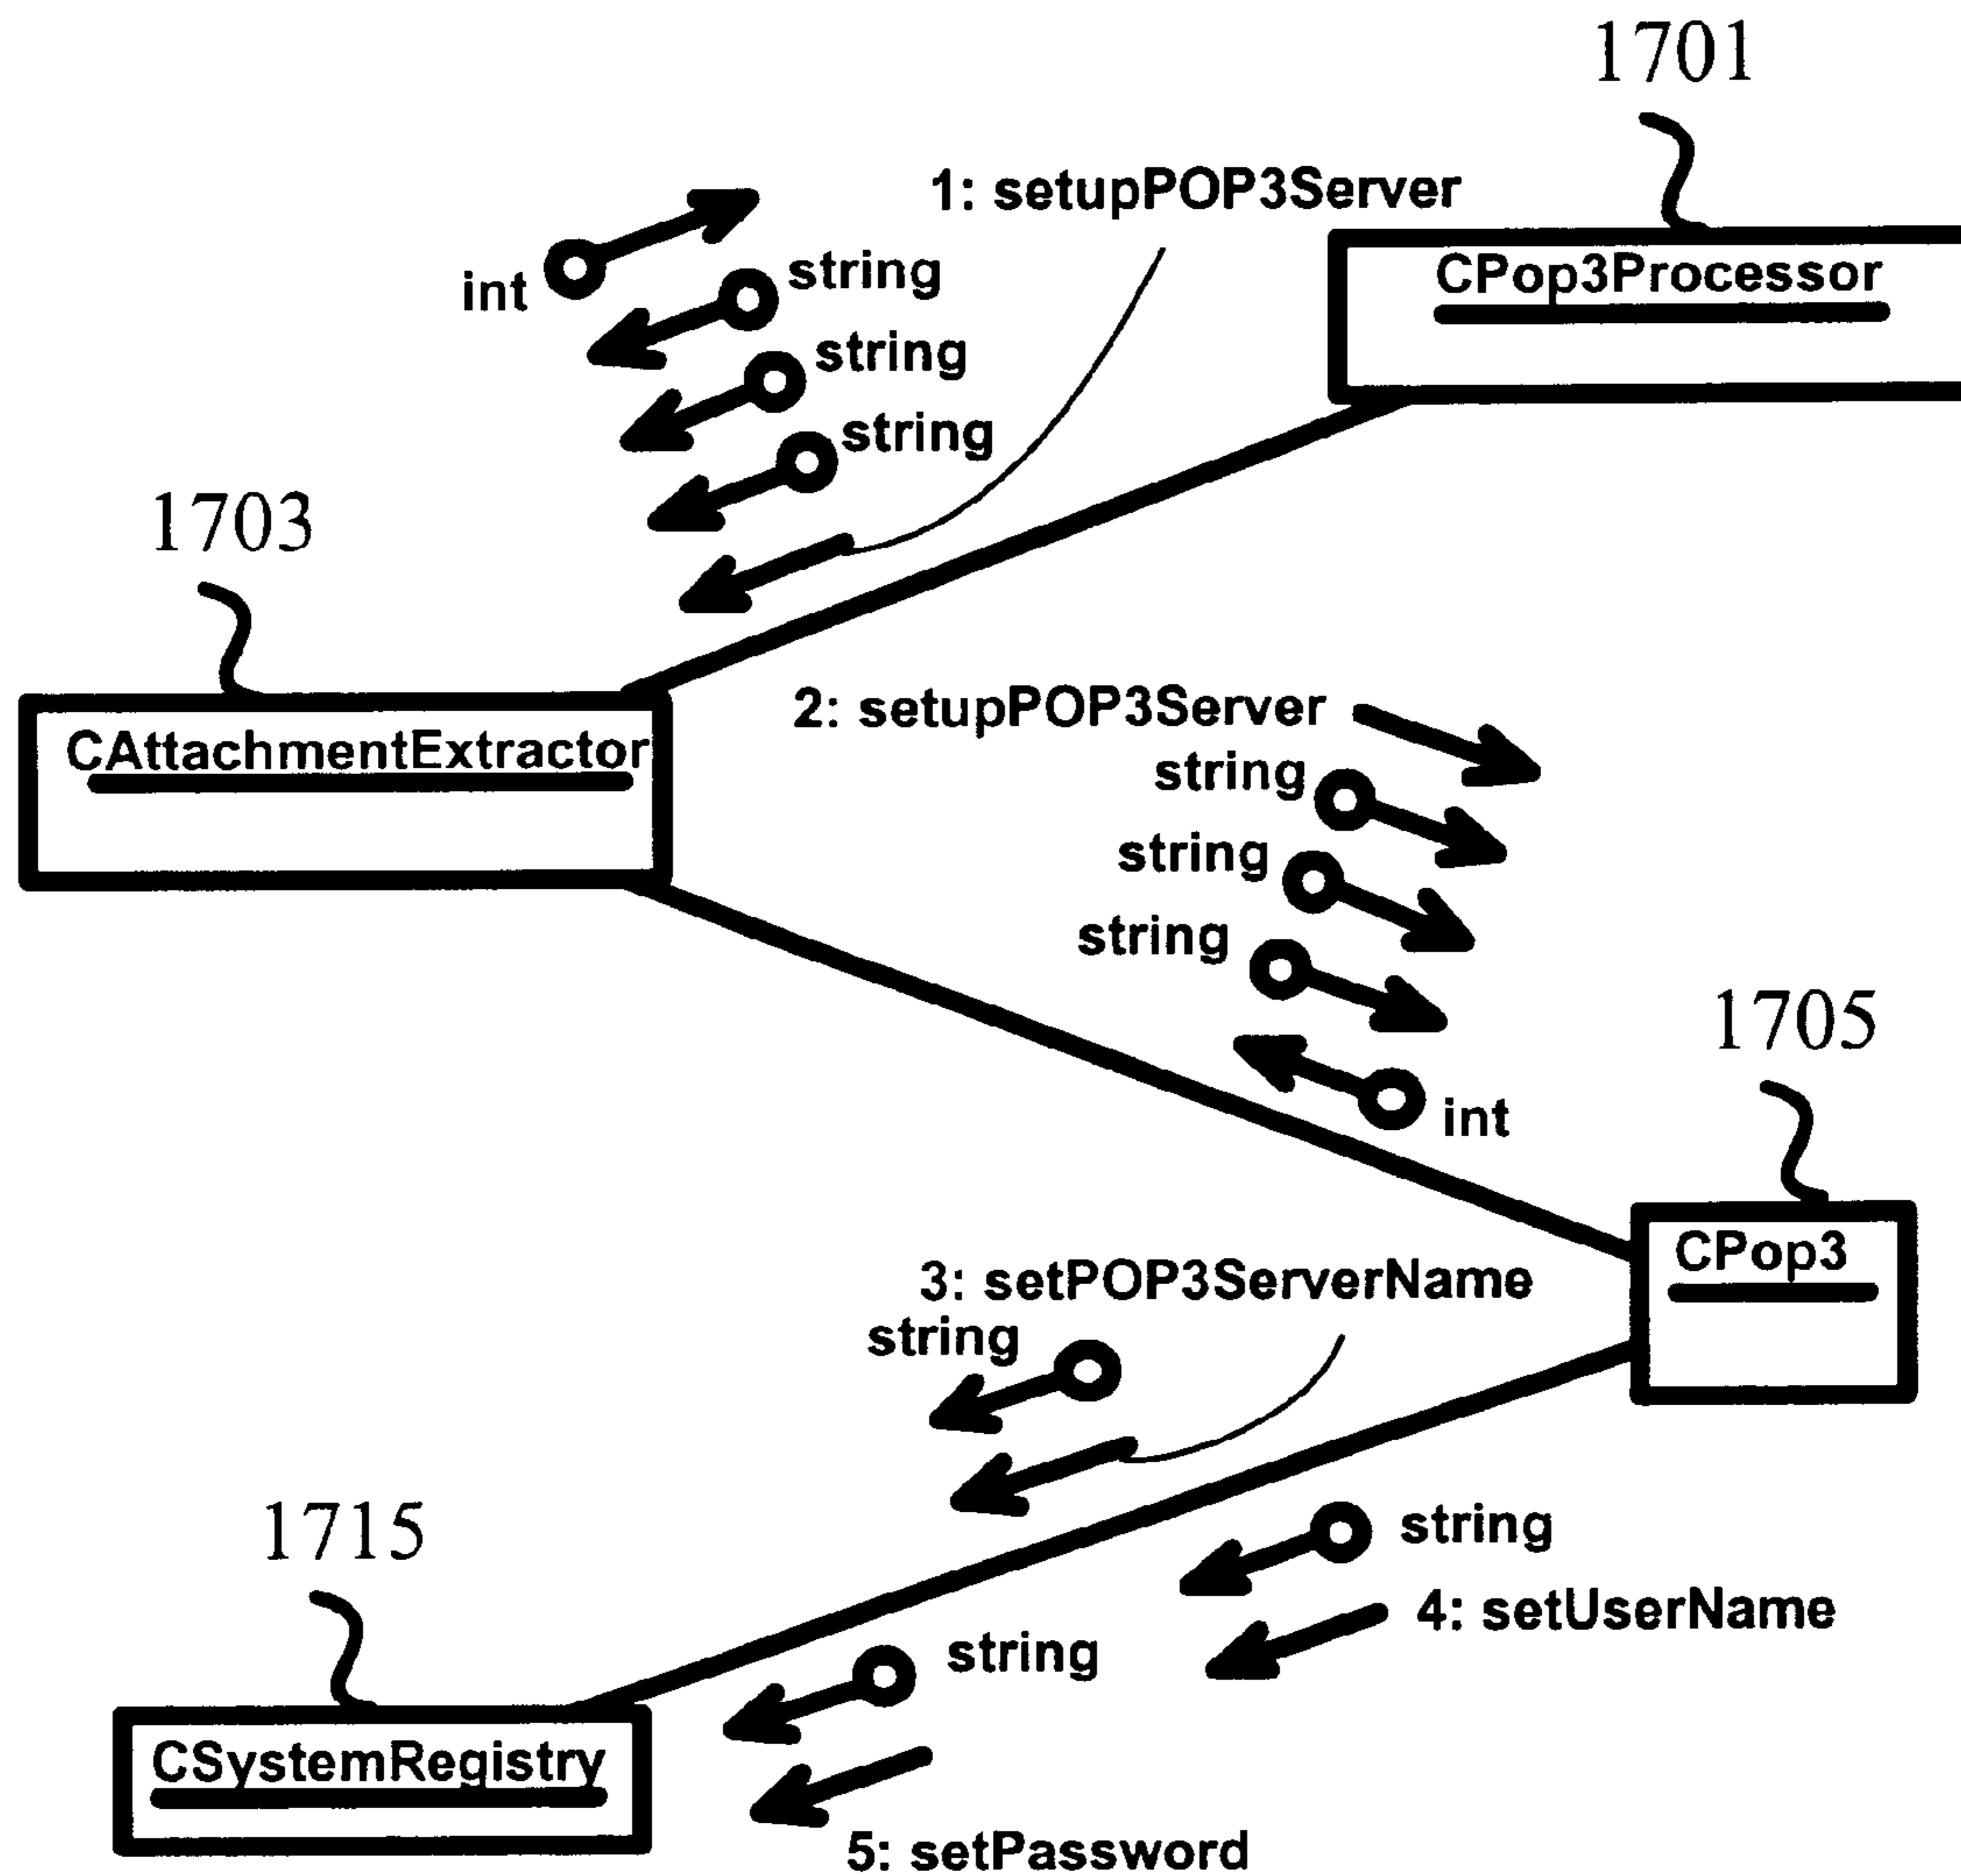 1701
1: setupPOP3Server
CPop3Processor
int
string
string
string
1703
CAttachmentExtractor
2: setupPOP3Server
string
string
string
int
1705
CPop3
3: setPOP3ServerName
string
1715
string
4: setUserName
string
CSystemRegistry
5: setPassword